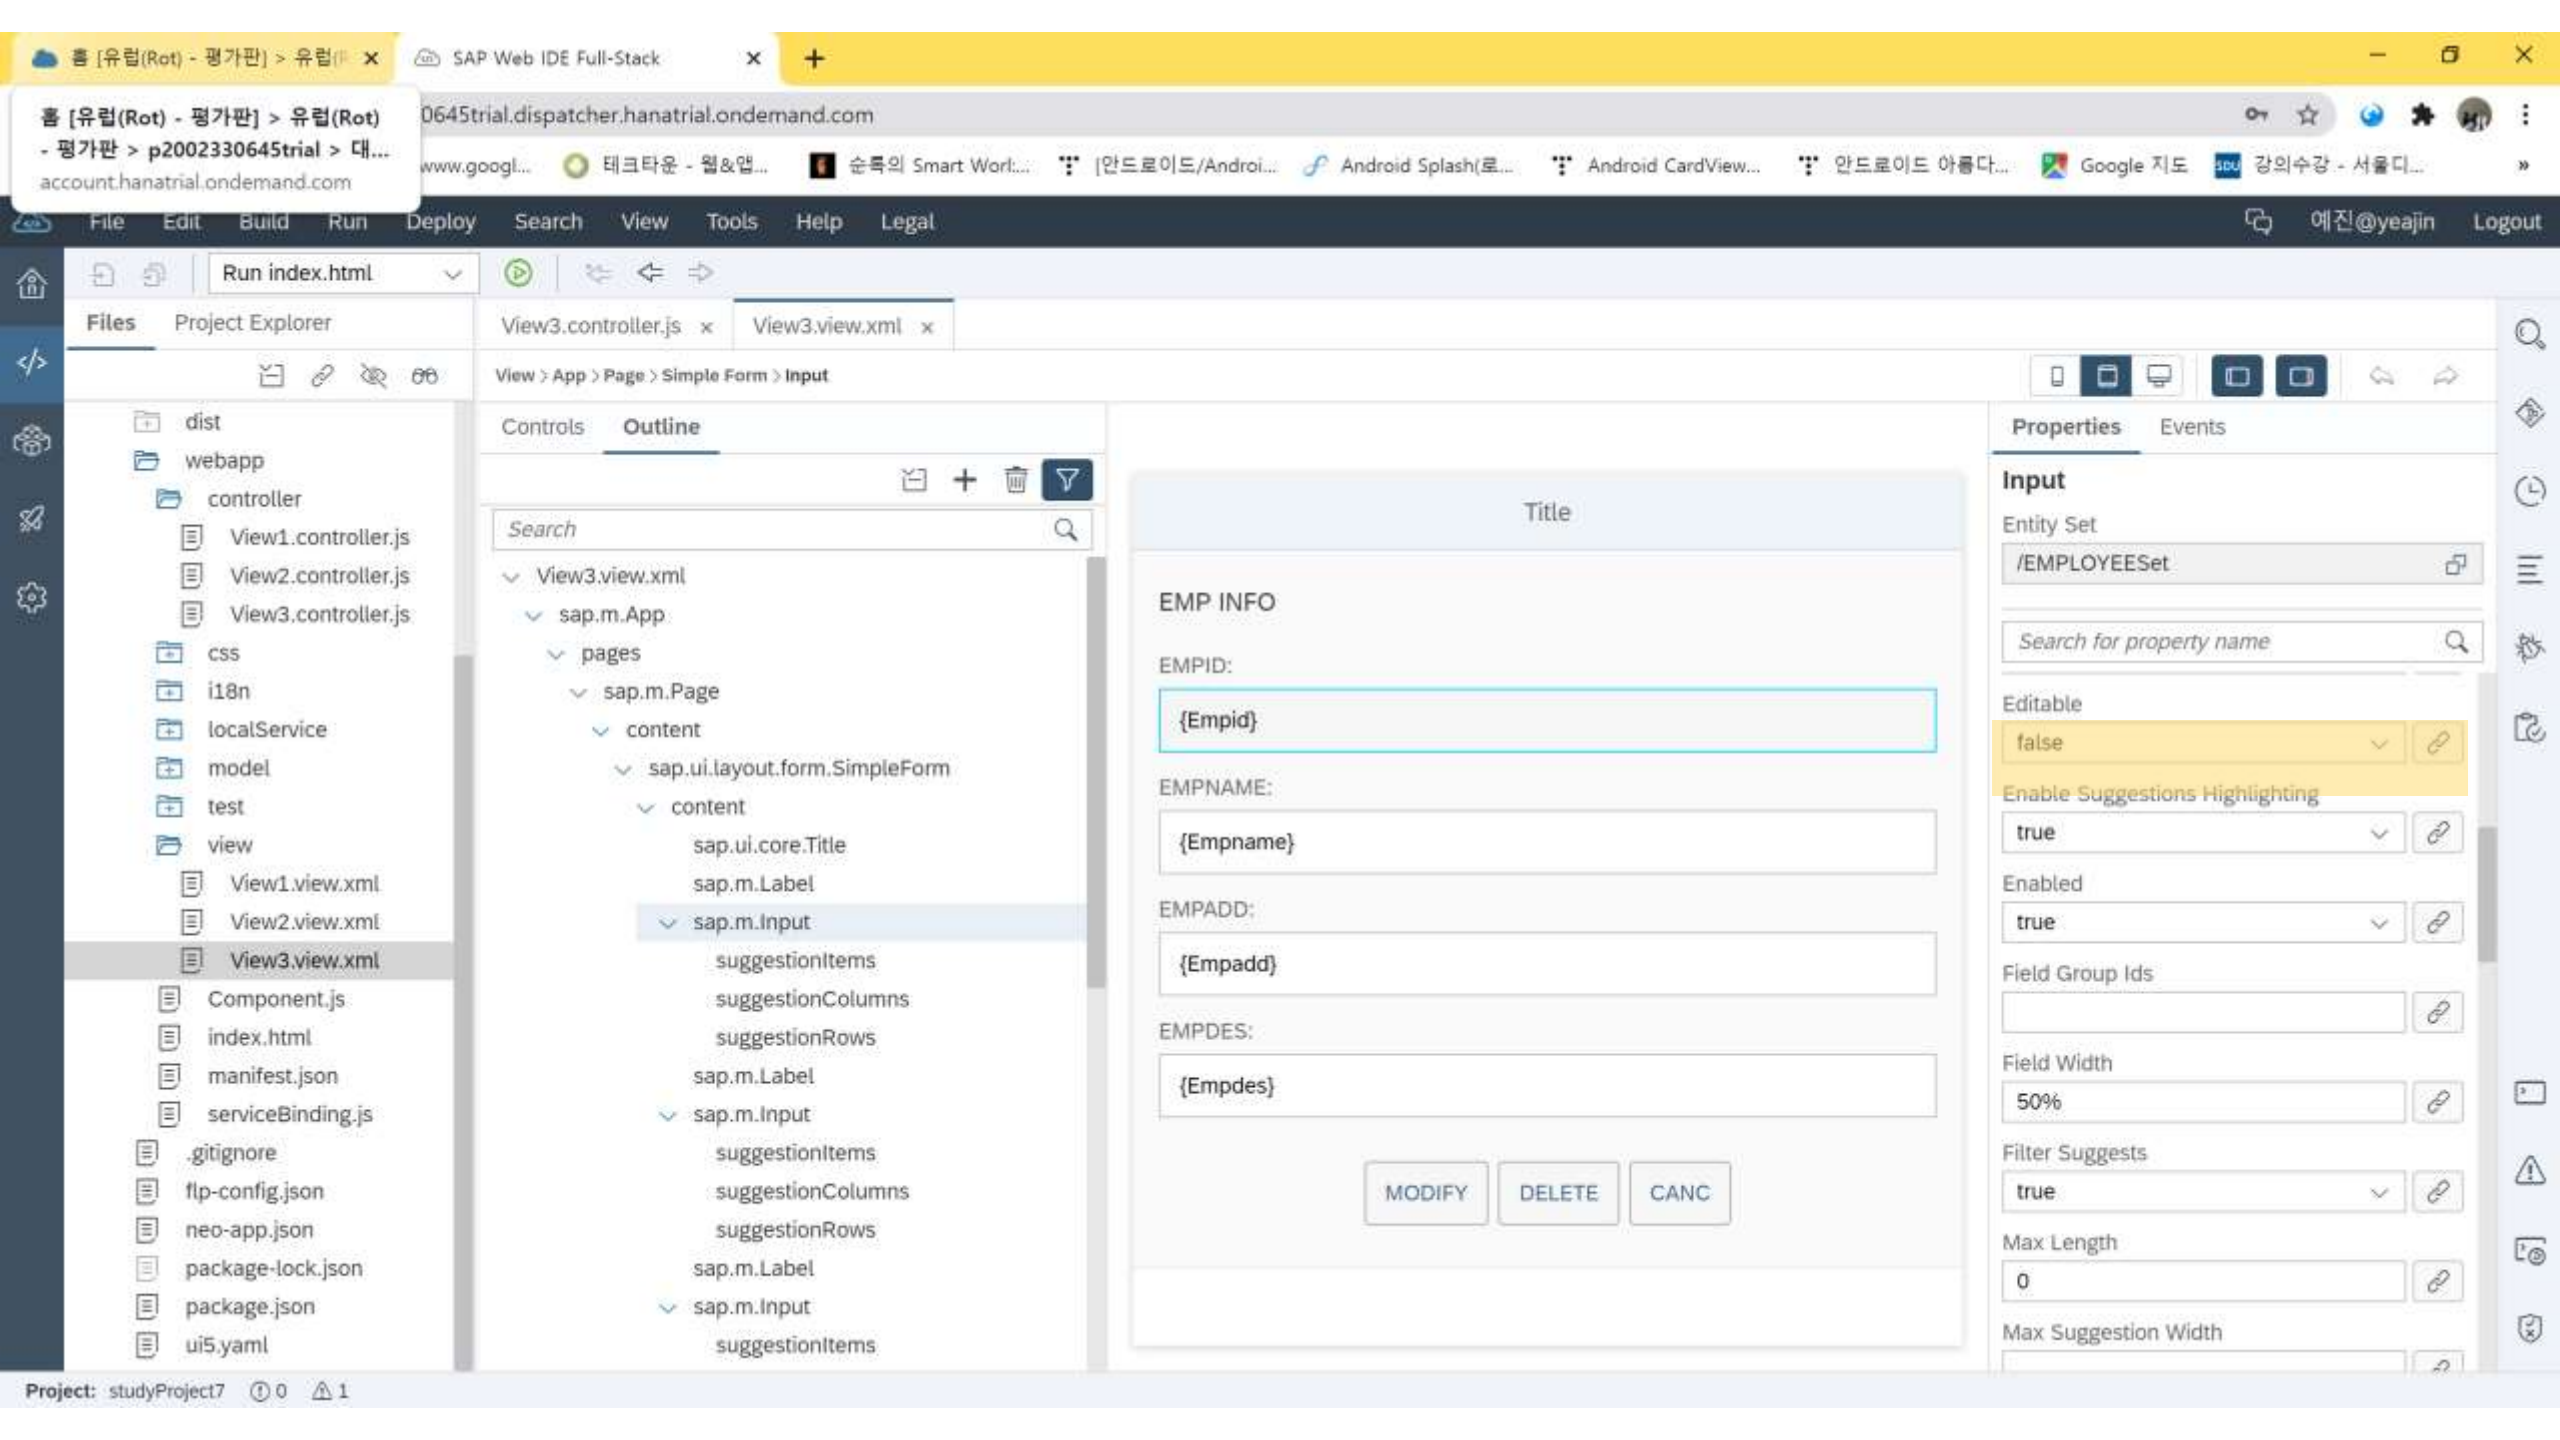 홈 [유럽(Rot) - 평가판] > 유럽(
SAP Web IDE Full-Stack
홈 [유럽(Rot) - 평가판] > 유럽(Rot)
- 평가판 > p2002330645trial > 대...
account.hanatrial.ondemand.com
0645trial.dispatcher.hanatrial.ondemand.com
www.googl...
테크타운 - 웹&앱...
순록의 Smart Worl:...
[안드로이드/Androi...
Android Splash(로...
Android CardView...
안드로이드 아름다...
Google 지도
SDU 강의수강 - 서울디...
»
File Edit Build Run Deploy Search View Tools Help Legal
예진@yeajin Logout
Run index.html
Files Project Explorer
View3.controller.js
View3.view.xml
View > App > Page > Simple Form > Input
dist
webapp
controller
View1.controller.js
View2.controller.js
View3.controller.js
css
i18n
localService
model
test
view
View1.view.xml
View2.view.xml
View3.view.xml
Component.js
index.html
manifest.json
serviceBinding.js
.gitignore
flp-config.json
neo-app.json
package-lock.json
package.json
ui5.yaml
Controls Outline
Search
View3.view.xml
sap.m.App
pages
sap.m.Page
content
sap.ui.layout.form.SimpleForm
content
sap.ui.core.Title
sap.m.Label
sap.m.Input
suggestionItems
suggestionColumns
suggestionRows
sap.m.Label
sap.m.Input
suggestionItems
suggestionColumns
suggestionRows
sap.m.Label
sap.m.Input
suggestionItems
Title
EMP INFO
EMPID:
{Empid}
EMPNAME:
{Empname}
EMPADD:
{Empadd}
EMPDES:
{Empdes}
MODIFY DELETE CANC
Properties Events
Input
Entity Set
/EMPLOYEESet
Search for property name
Editable
false
Enable Suggestions Highlighting
true
Enabled
true
Field Group Ids
Field Width
50%
Filter Suggests
true
Max Length
0
Max Suggestion Width
Project: studyProject7 0 1